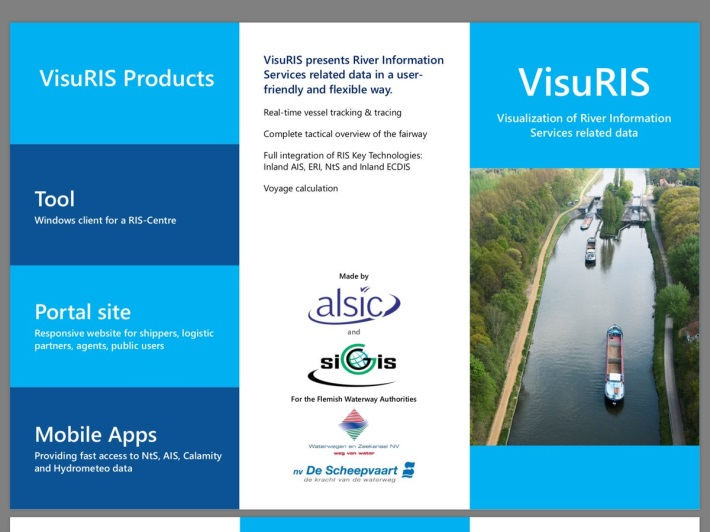 VisuRIS Products
Tool
Windows client for a RIS-Centre
Portal site
Responsive website for shippers, logistic
partners, agents, public users
Mobile Apps
Providing fast access to NtS, AIS, Calamity
and Hydrometeo data
VisuRIS presents River Information
Services related data in a user-
friendly and flexible way.
Real-time vessel tracking & tracing
Complete tactical overview of the fairway
Full integration of RIS Key Technologies:
Inland AIS, ERI, NtS and Inland ECDIS
Voyage calculation
Made by
alsic
and
siGis
For the Flemish Waterway Authorities
Waterwegen en Zeekanaal NV
weg van water
nv De Scheepvaart
de kracht van de waterweg
VisuRIS
Visualization of River Information
Services related data